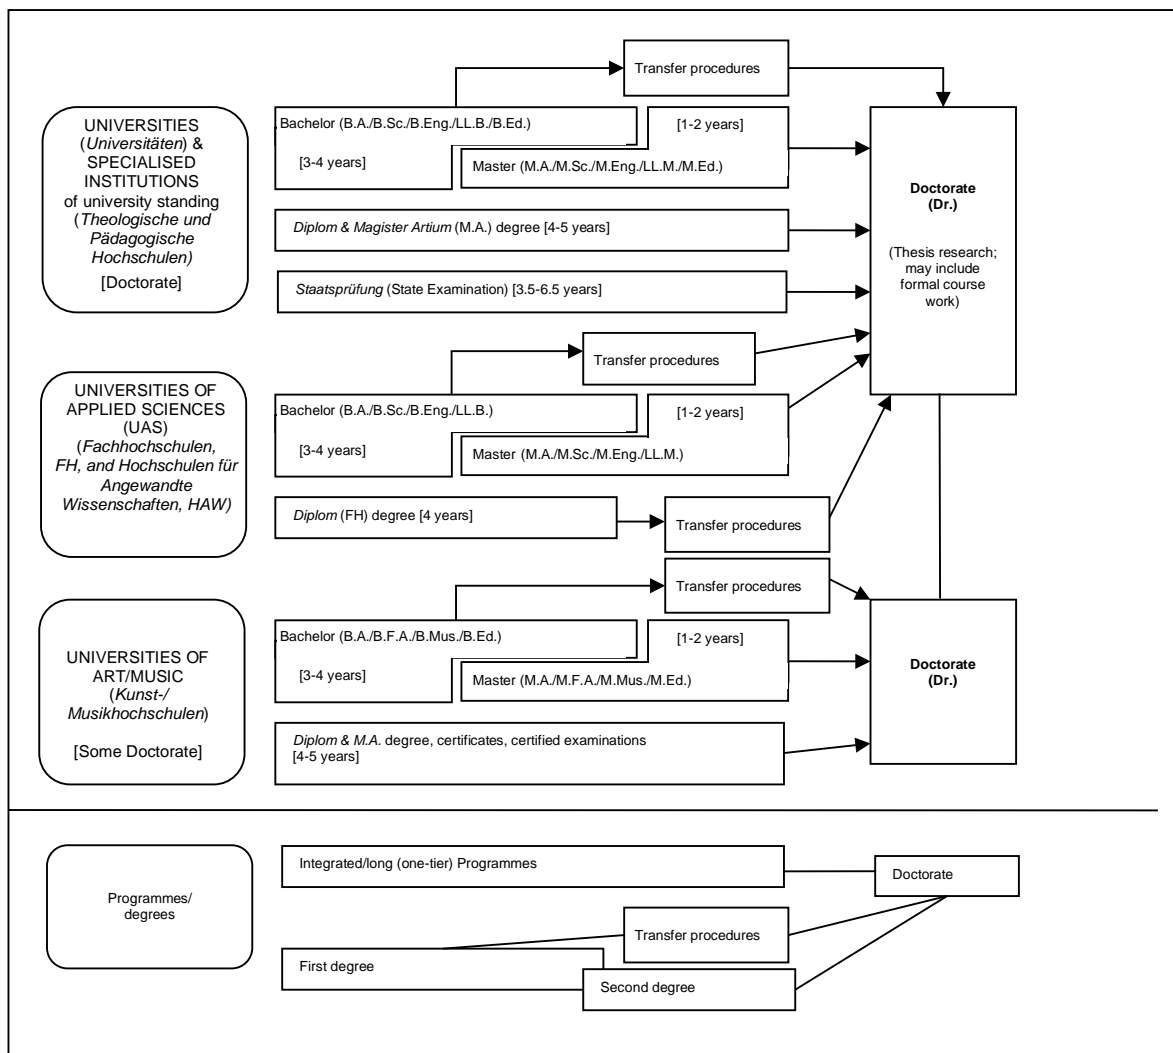 Transfer procedures
UNIVERSITIES
(Universitäten) &
SPECIALISED
INSTITUTIONS
of university standing
(Theologische und
Pädagogische
Hochschulen)
[Doctorate]
Bachelor (B.A./B.Sc./B.Eng./LL.B./B.Ed.)
[3-4 years]
[1-2 years]
Master (M.A./M.Sc./M.Eng./LL.M./M.Ed.)
Diplom & Magister Artium (M.A.) degree [4-5 years]
Staatsprüfung (State Examination) [3.5-6.5 years]
Doctorate
(Dr.)
(Thesis research;
may include
formal course
work)
Transfer procedures
UNIVERSITIES OF
APPLIED SCIENCES
(UAS)
(Fachhochschulen,
FH, and Hochschulen für
Angewandte
Wissenschaften, HAW)
Bachelor (B.A./B.Sc./B.Eng./LL.B.)
[3-4 years]
[1-2 years]
Master (M.A./M.Sc./M.Eng./LL.M.)
Diplom (FH) degree [4 years]
Transfer procedures
Transfer procedures
UNIVERSITIES OF
ART/MUSIC
(Kunst-/
Musikhochschulen)
[Some Doctorate]
Bachelor (B.A./B.F.A./B.Mus./B.Ed.)
[3-4 years]
[1-2 years]
Master (M.A./M.F.A./M.Mus./M.Ed.)
Diplom & M.A. degree, certificates, certified examinations
[4-5 years]
Doctorate
(Dr.)
Programmes/
degrees
Integrated/long (one-tier) Programmes
Doctorate
Transfer procedures
First degree
Second degree